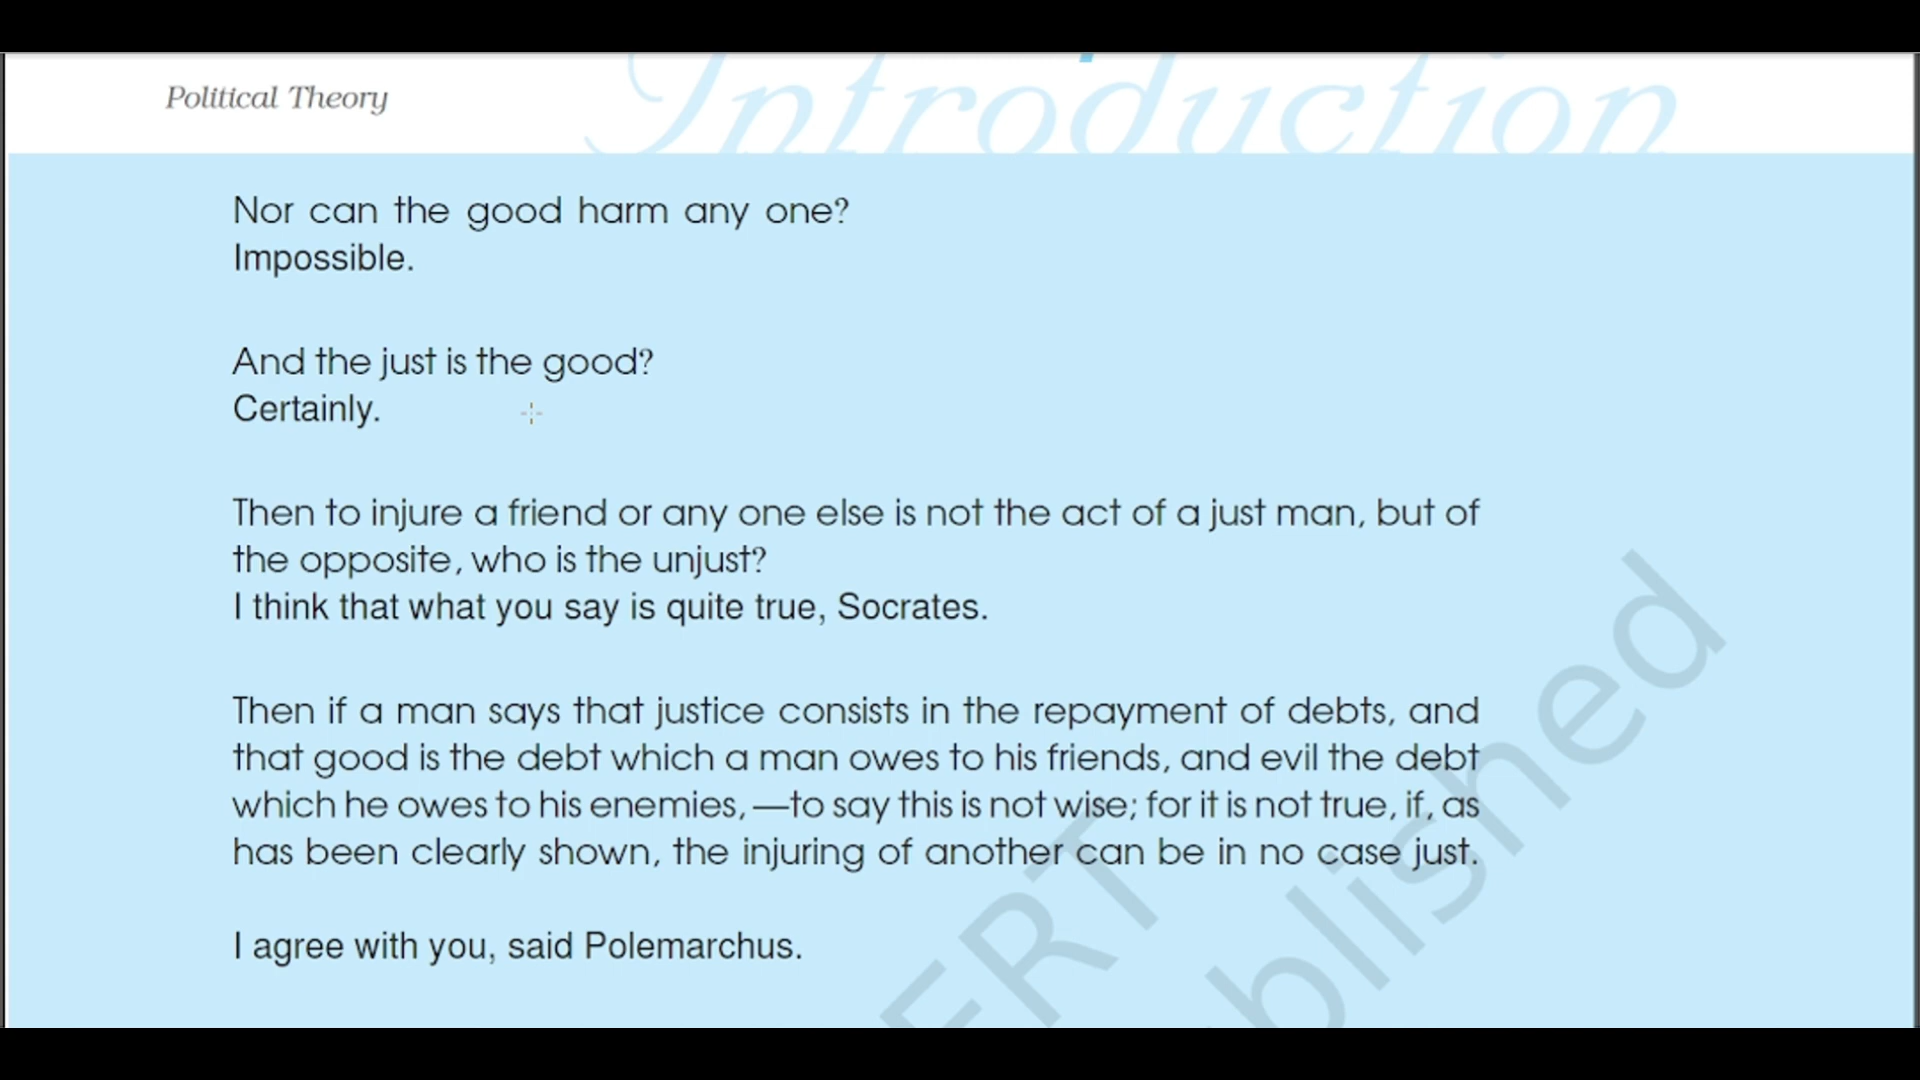 Political Theory
Introduction
Nor can the good harm any one?
Impossible.
And the just is the good?
Certainly.
Then to injure a friend or any one else is not the act of a just man, but of
the opposite, who is the unjust?
I think that what you say is quite true, Socrates.
Then if a man says that justice consists in the repayment of debts, and
that good is the debt which a man owes to his friends, and evil the debt
which he owes to his enemies, —to say this is not wise; for it is not true, if, as
has been clearly shown, the injuring of another can be in no case just.
I agree with you, said Polemarchus.